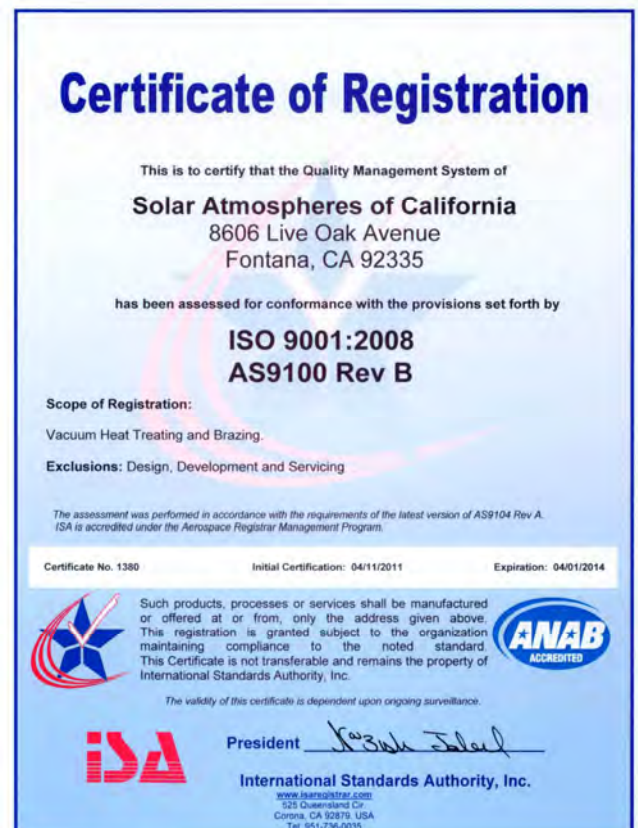 Certificate of Registration
This is to certify that the Quality Management System of
Solar Atmospheres of California
8606 Live Oak Avenue
Fontana, CA 92335
has been assessed for conformance with the provisions set forth by
ISO 9001:2008
AS9100 Rev B
Scope of Registration:
Vacuum Heat Treating and Brazing.
Exclusions: Design, Development and Servicing
The assessment was performed in accordance with the requirements of the latest version of AS9104 Rev A.
ISA is accredited under the Aerospace Registrar Management Program.
Certificate No. 1380 Initial Certification: 04/11/2011 Expiration: 04/01/2014
Such products, processes or services shall be manufactured
or offered at or from, only the address given above.
This registration is granted subject to the organization
maintaining compliance to the noted standard.
This Certificate is not transferable and remains the property of
International Standards Authority, Inc.
ANAB
ACCREDITED
The validity of this certificate is dependent upon ongoing surveillance.
iSA
President
International Standards Authority, Inc.
www.isaregistrar.com
525 Queensland Cir.
Corona, CA 92879, USA
Tel. 951-736-0035